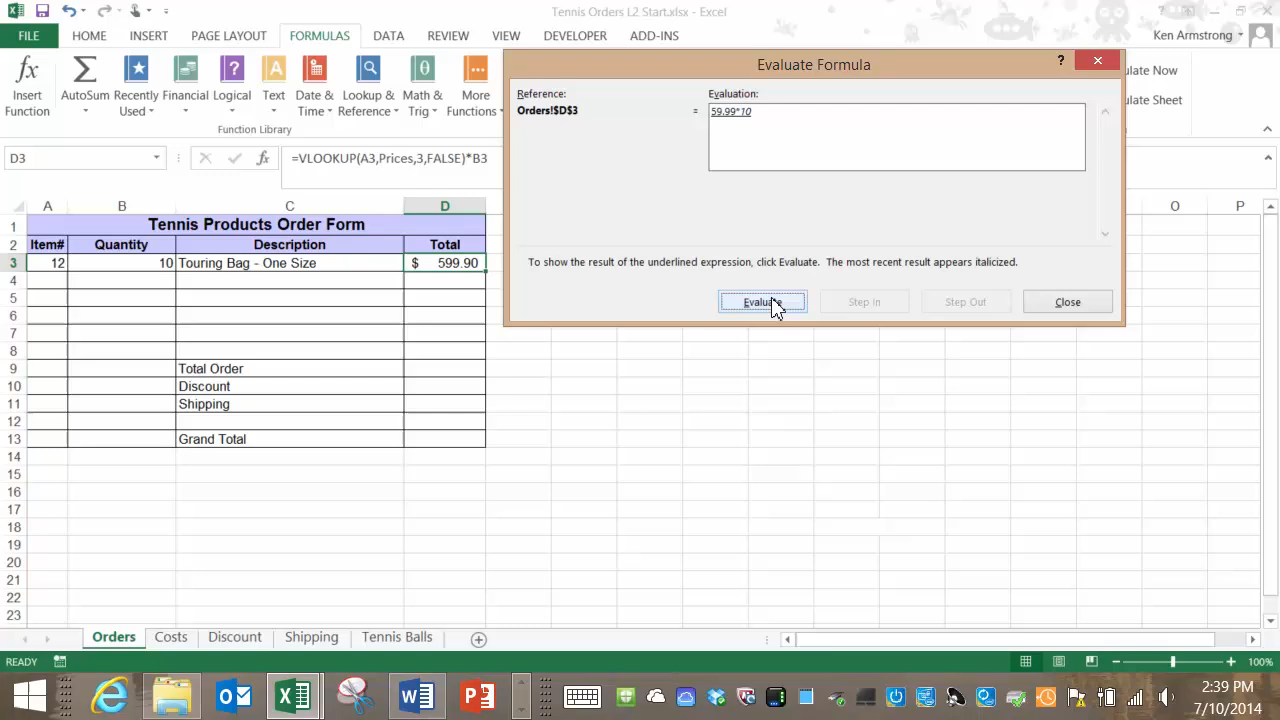 Tennis Orders L2 Start.xlsx - Excel
FILE HOME INSERT PAGE LAYOUT FORMULAS DATA REVIEW VIEW DEVELOPER ADD-INS Ken Armstrong
Insert Function
AutoSum
Recently Used
Financial
Logical
Text
Date & Time
Lookup & Reference
Math & Trig
More Functions
Function Library
ulate Now
ulate Sheet
Evaluate Formula
?
Reference:
Evaluation:
Orders!$D$3 = 59.99*10
To show the result of the underlined expression, click Evaluate. The most recent result appears italicized.
Step In
Step Out
Close
D3
fx
=VLOOKUP(A3,Prices,3,FALSE)*B3
A B C D O P
1 Tennis Products Order Form
2 Item# Quantity Description Total
3 12 10 Touring Bag - One Size $ 599.90
4
5
6
7
8
9 Total Order
10 Discount
11 Shipping
12
13 Grand Total
14
15
16
17
18
19
20
21
22
23
Orders Costs Discount Shipping Tennis Balls
READY
100%
2:39 PM
7/10/2014